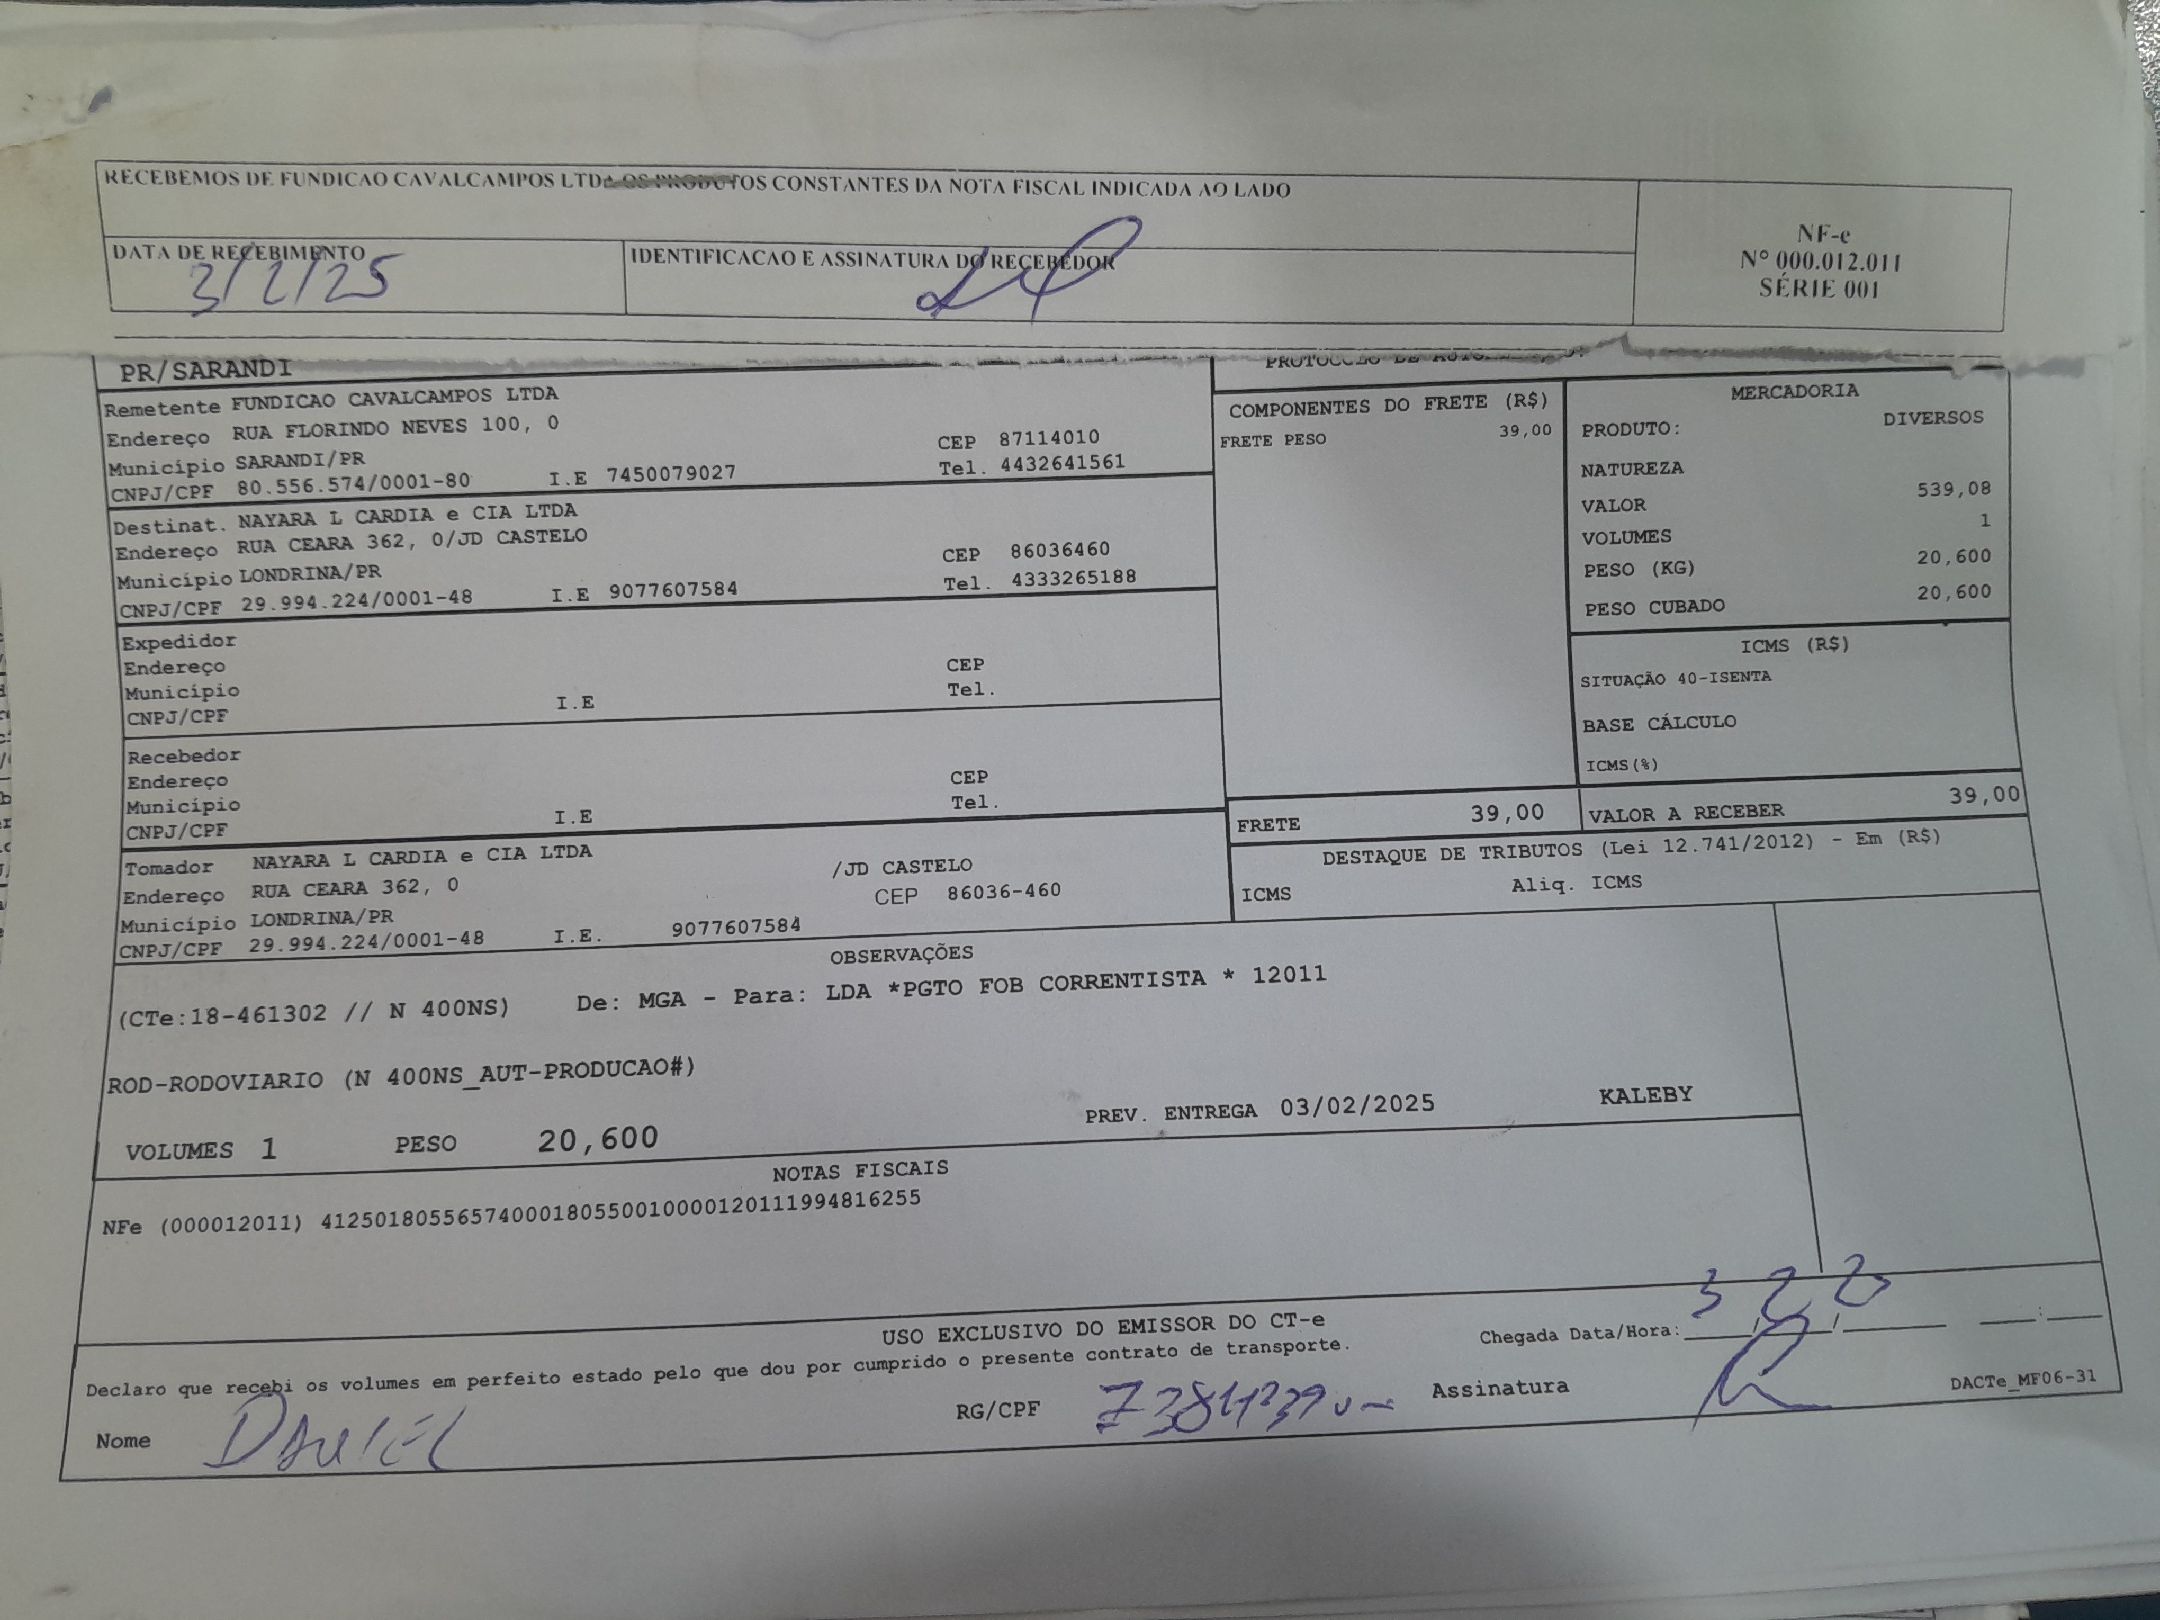 RECEBEMOS DE FUNDICAO CAVALCAMPOS LTDA OS PRODUTOS CONSTANTES DA NOTA FISCAL INDICADA AO LADO
DATA DE RECEBIMENTO
3/2/25
IDENTIFICACAO E ASSINATURA DO RECEBEDOR
NF-e
Nº 000.012.011
SÉRIE 001
PR/SARANDI
Remetente FUNDICAO CAVALCAMPOS LTDA
Endereço RUA FLORINDO NEVES 100, 0 CEP 87114010
Município SARANDI/PR Tel. 4432641561
CNPJ/CPF 80.556.574/0001-80 I.E 7450079027
Destinat. NAYARA L CARDIA e CIA LTDA
Endereço RUA CEARA 362, 0/JD CASTELO CEP 86036460
Município LONDRINA/PR Tel. 4333265188
CNPJ/CPF 29.994.224/0001-48 I.E 9077607584
Expedidor
Endereço CEP
Município Tel.
CNPJ/CPF I.E
Recebedor
Endereço CEP
Município Tel.
CNPJ/CPF I.E
Tomador NAYARA L CARDIA e CIA LTDA /JD CASTELO
Endereço RUA CEARA 362, 0 CEP 86036-460
Município LONDRINA/PR
CNPJ/CPF 29.994.224/0001-48 I.E. 9077607584
PROTOCOLO DE
COMPONENTES DO FRETE (R$)
FRETE PESO 39,00
MERCADORIA
PRODUTO: DIVERSOS
NATUREZA
VALOR 539,08
VOLUMES 1
PESO (KG) 20,600
PESO CUBADO 20,600
ICMS (R$)
SITUAÇÃO 40-ISENTA
BASE CÁLCULO
ICMS(%)
FRETE 39,00 VALOR A RECEBER 39,00
DESTAQUE DE TRIBUTOS (Lei 12.741/2012) - Em (R$)
ICMS Aliq. ICMS
OBSERVAÇÕES
(CTe:18-461302 // N 400NS) De: MGA - Para: LDA *PGTO FOB CORRENTISTA * 12011
ROD-RODOVIARIO (N 400NS_AUT-PRODUCAO#)
VOLUMES 1 PESO 20,600 PREV. ENTREGA 03/02/2025 KALEBY
NOTAS FISCAIS
NFe (000012011) 41250180556574000180550010000120111994816255
USO EXCLUSIVO DO EMISSOR DO CT-e
Declaro que recebi os volumes em perfeito estado pelo que dou por cumprido o presente contrato de transporte.
Chegada Data/Hora: 3 / 2 / 2 :
Nome DANIEL RG/CPF Assinatura
DACTe_MF06-31